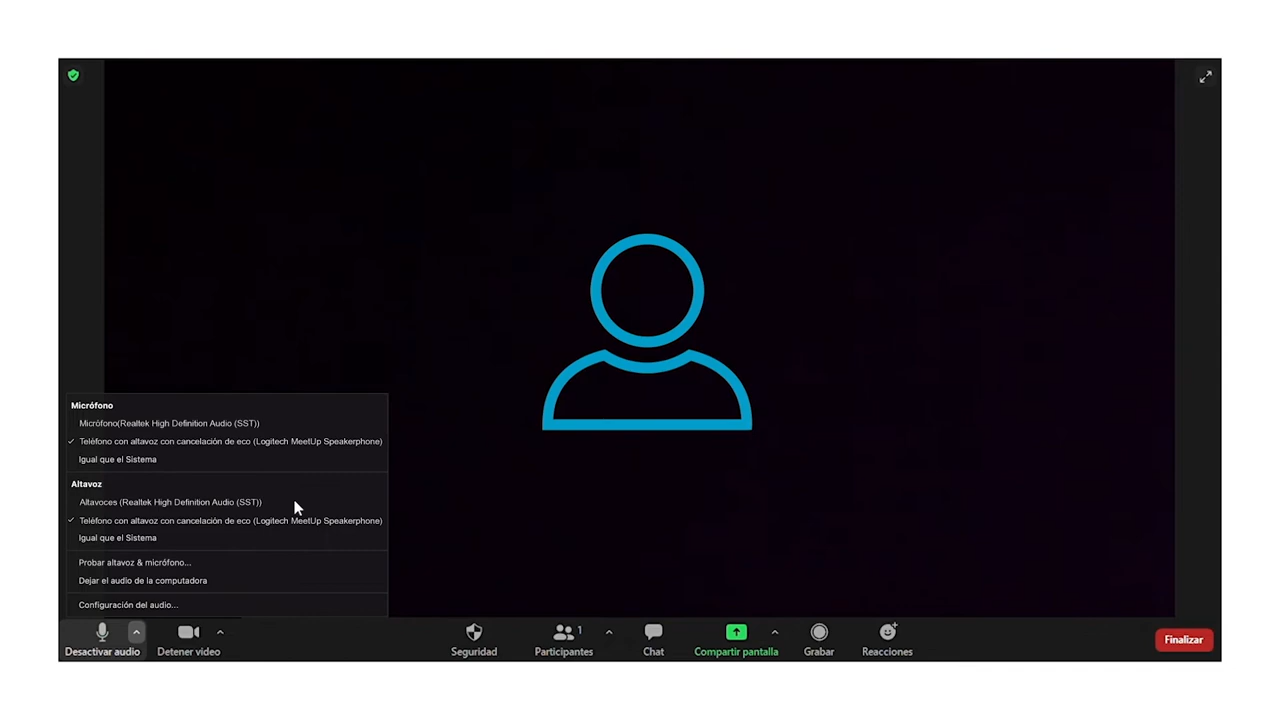 Micrófono
Micrófono(Realtek High Definition Audio (SST))
✓ Teléfono con altavoz con cancelación de eco (Logitech MeetUp Speakerphone)
Igual que el Sistema
Altavoz
Altavoces (Realtek High Definition Audio (SST))
✓ Teléfono con altavoz con cancelación de eco (Logitech MeetUp Speakerphone)
Igual que el Sistema
Probar altavoz & micrófono...
Dejar el audio de la computadora
Configuración del audio...
Desactivar audio
Detener video
Seguridad
1
Participantes
Chat
Compartir pantalla
Grabar
Reacciones
Finalizar